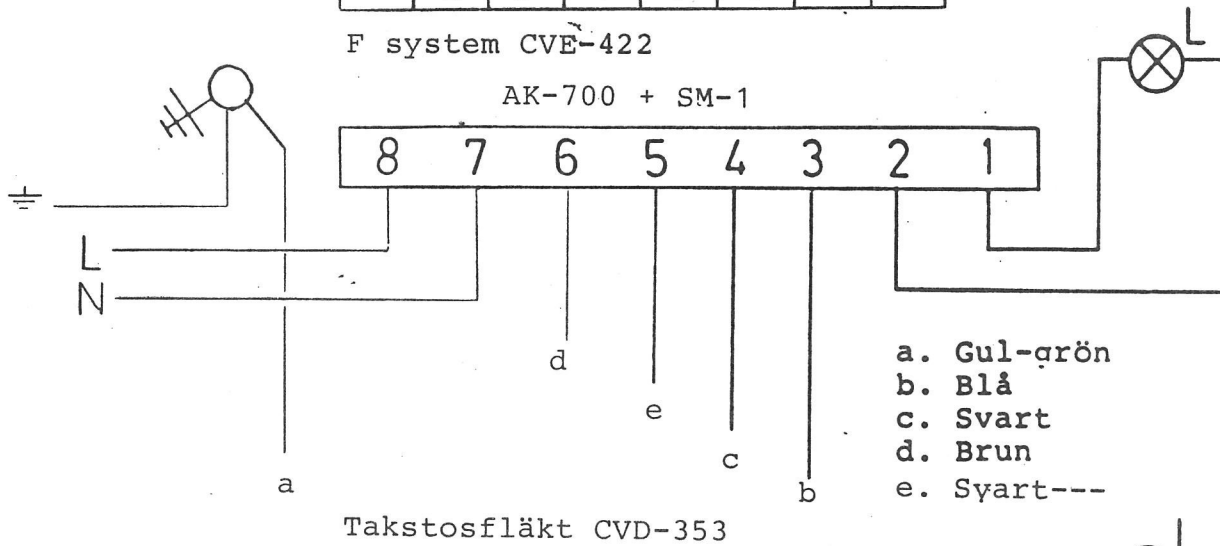 F system CVE-422
L
AK-700 + SM-1
8 7 6 5 4 3 2 1
L
N
d
e
c
b
a
a. Gul-grön
b. Blå
c. Svart
d. Brun
e. Svart---
Takstosfläkt CVD-353
L